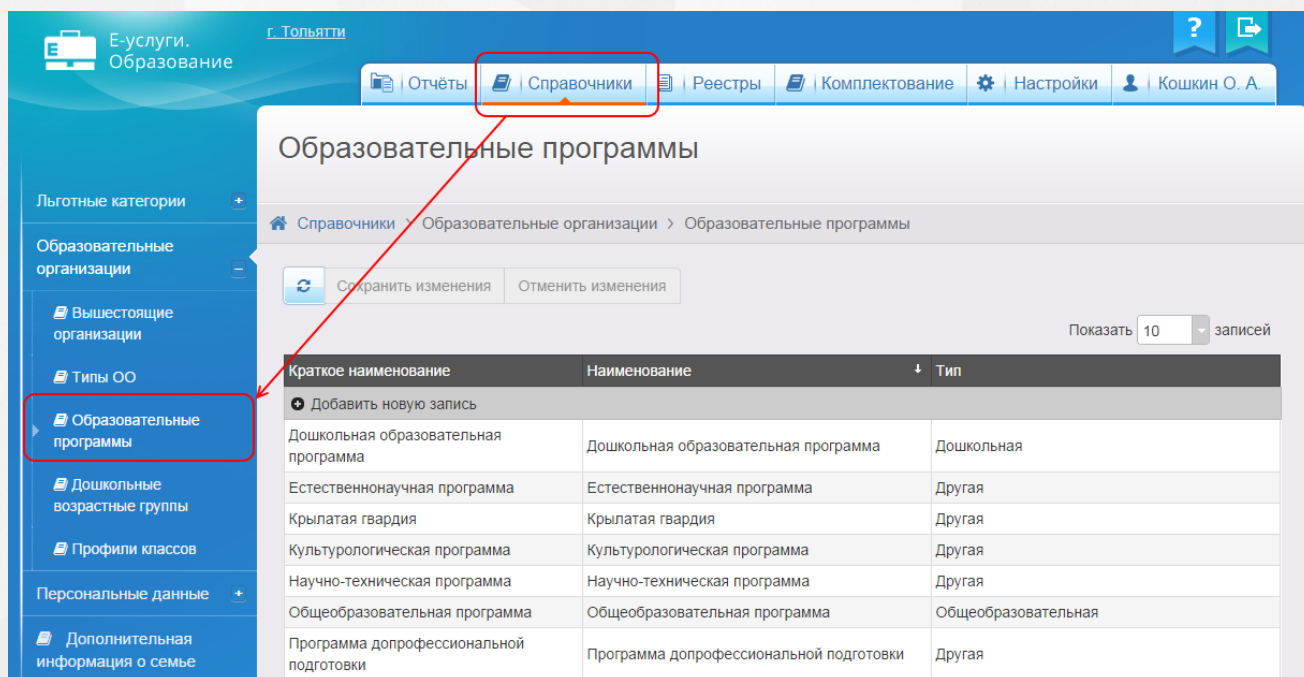 Е-услуги.
Образование
г. Тольятти
?
Отчёты
Справочники
Реестры
Комплектование
Настройки
Кошкин О. А.
Образовательные программы
Льготные категории
Образовательные
организации
Вышестоящие
организации
Типы ОО
Образовательные
программы
Дошкольные
возрастные группы
Профили классов
Персональные данные
Дополнительная
информация о семье
Справочники > Образовательные организации > Образовательные программы
Сохранить изменения
Отменить изменения
Показать 10 записей
Краткое наименование Наименование Тип
Добавить новую запись
Дошкольная образовательная
программа
Дошкольная образовательная программа
Дошкольная
Естественнонаучная программа Естественнонаучная программа Другая
Крылатая гвардия Крылатая гвардия Другая
Культурологическая программа Культурологическая программа Другая
Научно-техническая программа Научно-техническая программа Другая
Общеобразовательная программа Общеобразовательная программа Общеобразовательная
Программа допрофессиональной
подготовки
Программа допрофессиональной подготовки
Другая